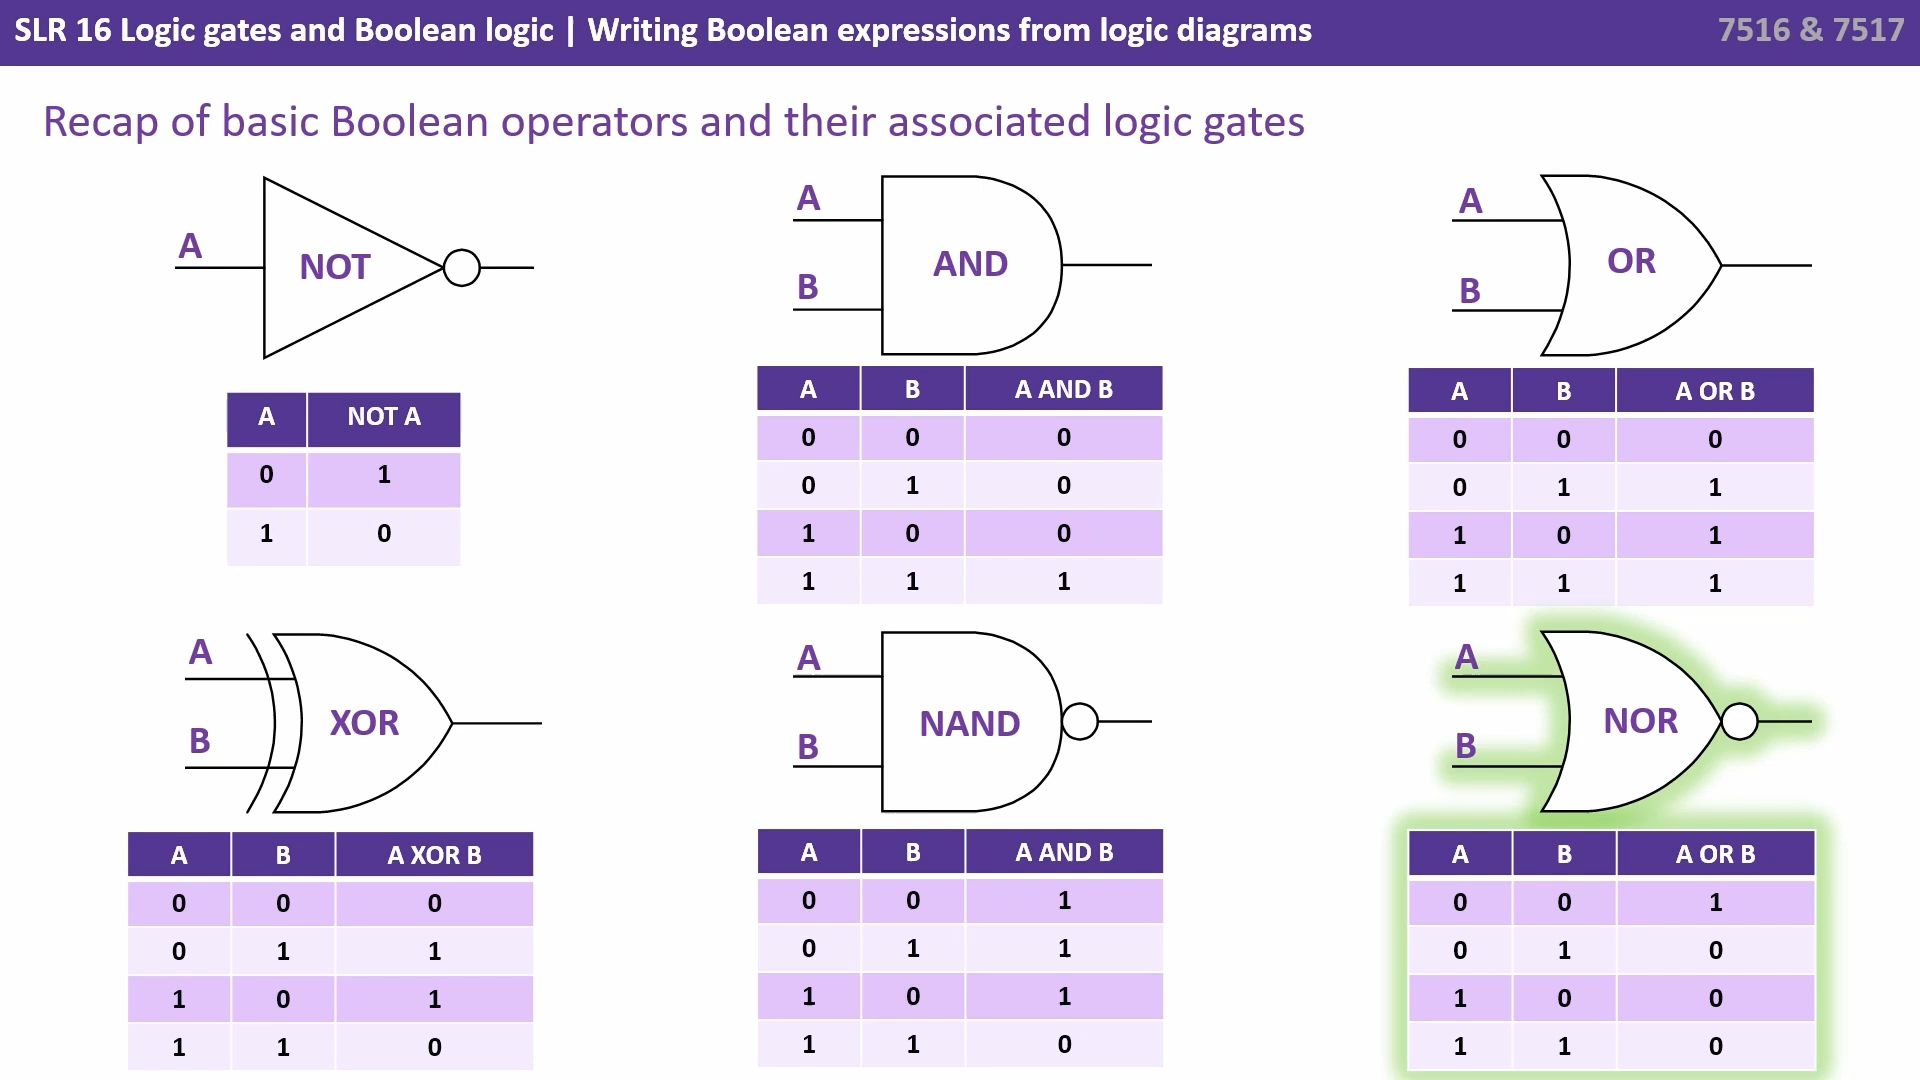 SLR 16 Logic gates and Boolean logic | Writing Boolean expressions from logic diagrams
7516 & 7517
Recap of basic Boolean operators and their associated logic gates
A
NOT
A NOT A
0 1
1 0
A
B
AND
A B A AND B
0 0 0
0 1 0
1 0 0
1 1 1
A
B
OR
A B A OR B
0 0 0
0 1 1
1 0 1
1 1 1
A
B
XOR
A B A XOR B
0 0 0
0 1 1
1 0 1
1 1 0
A
B
NAND
A B A AND B
0 0 1
0 1 1
1 0 1
1 1 0
A
B
NOR
A B A OR B
0 0 1
0 1 0
1 0 0
1 1 0